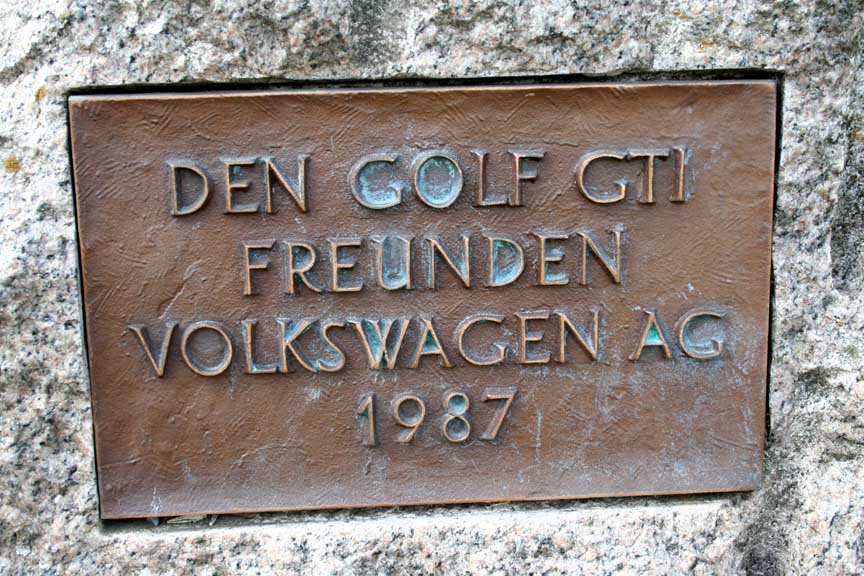 DEN GOLF GTI
FREUNDEN
VOLKSWAGEN AG
1987